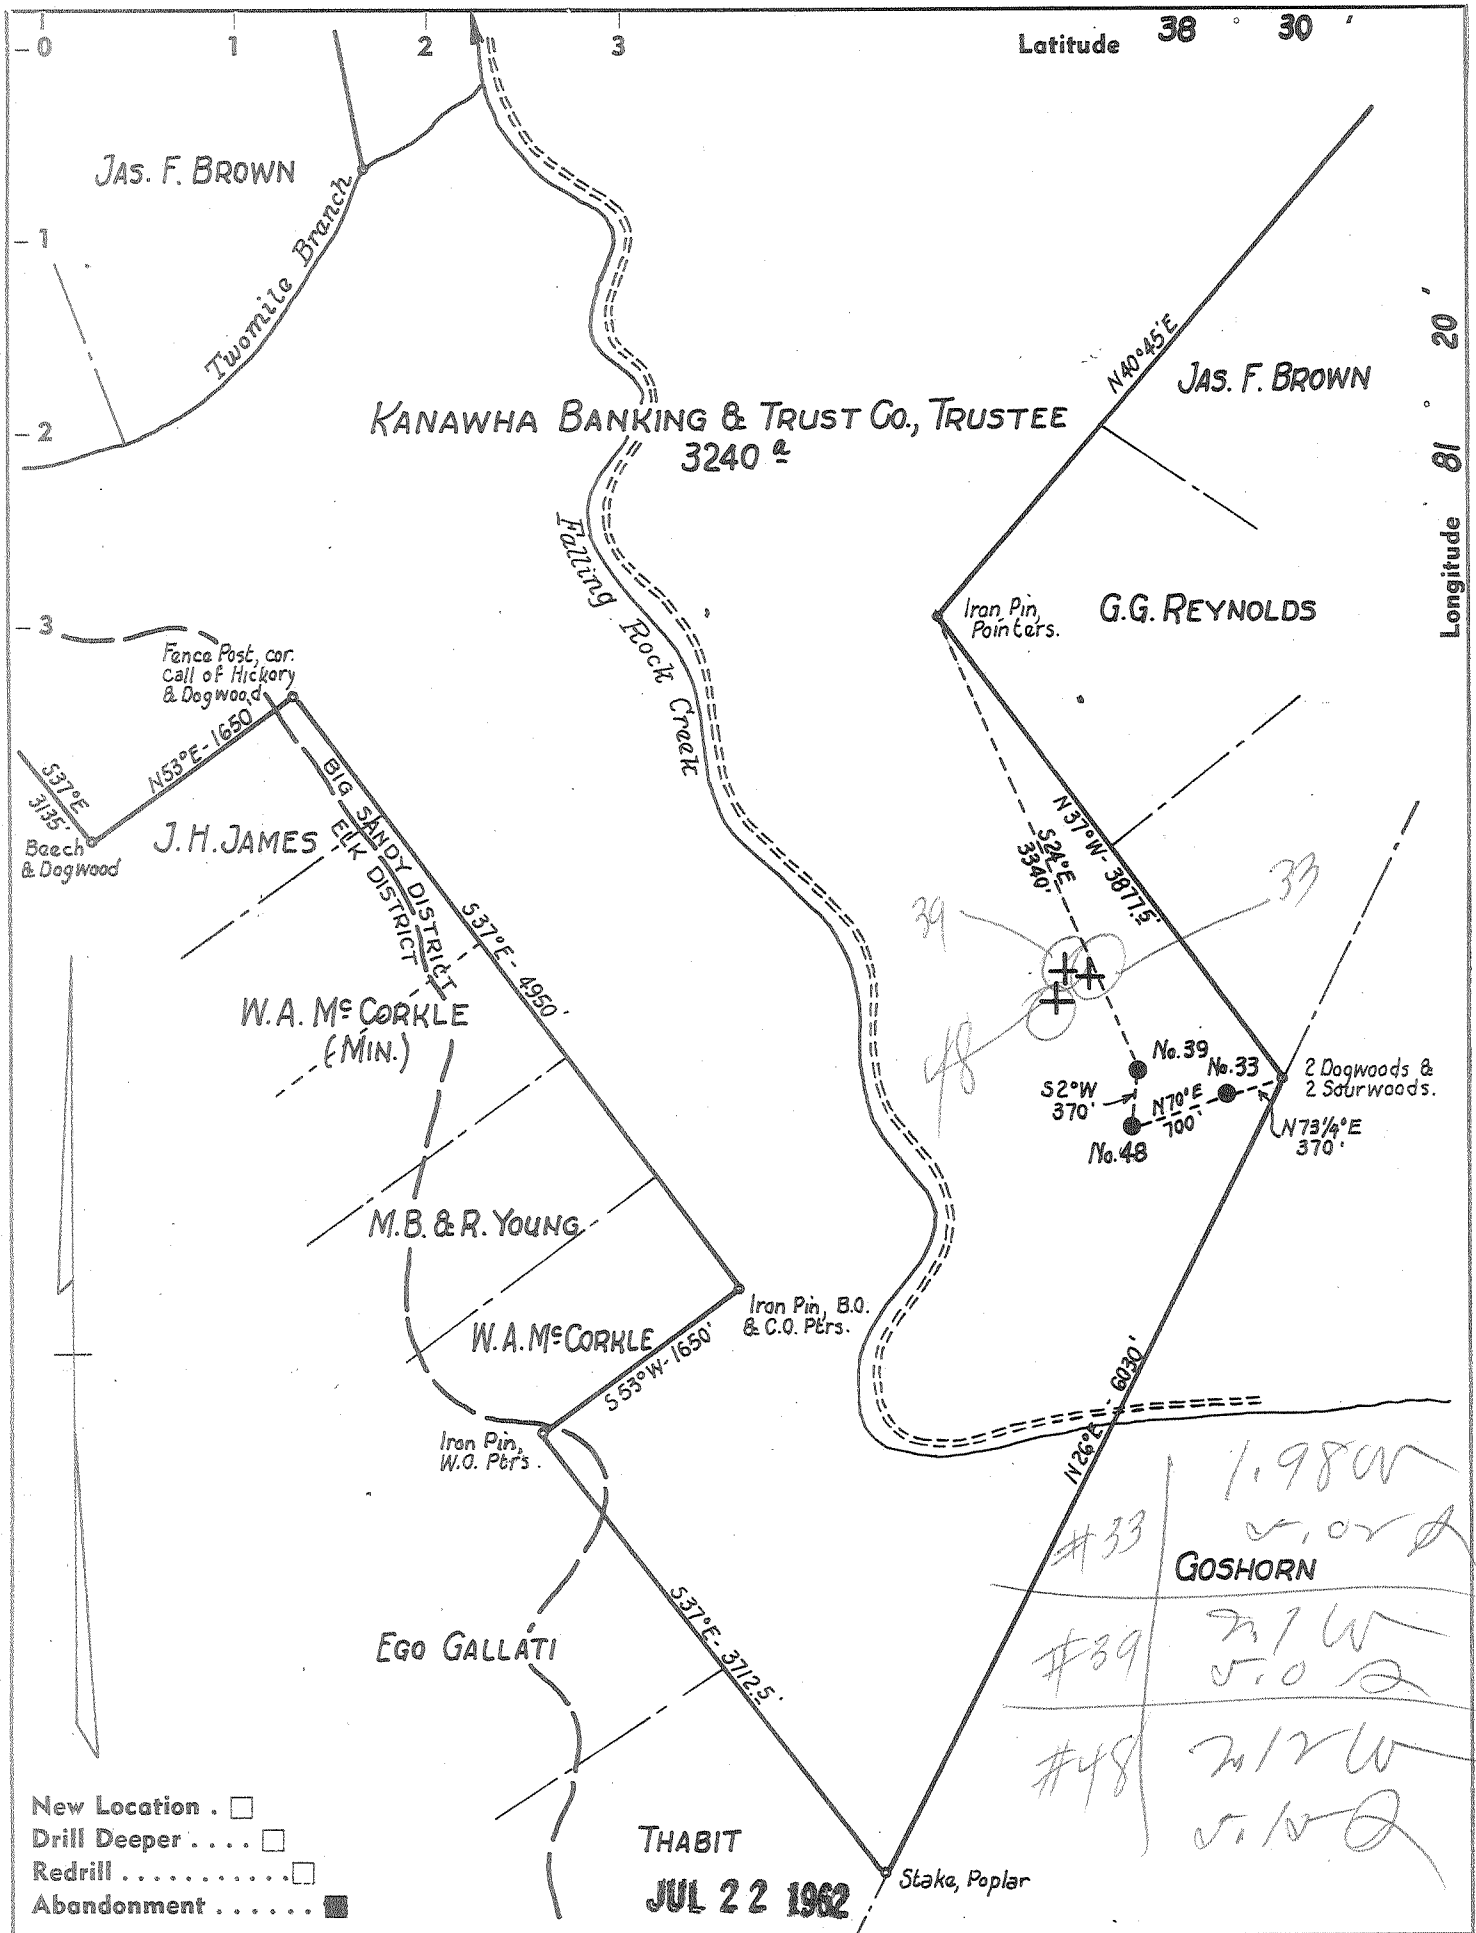 0 1 2 3
Latitude 38 ° 30 '
JAS. F. BROWN
Twomile Branch
- 1
- 2
- 3
Longitude 81 ° 20 '
N40°45'E
JAS. F. BROWN
KANAWHA BANKING & TRUST CO., TRUSTEE
3240 a
Falling Rock Creek
Iron Pin,
Pointers.
G.G. REYNOLDS
Fence Post, cor.
Call of Hickory
& Dogwood
N53°E-1650'
S37°E
3135'
Beech
& Dogwood
J.H. JAMES
BIG SANDY DISTRICT
ELK DISTRICT
S37°E-4950'
N37°W-3877.5'
S24°E
3340'
39
33
48
W.A. McCORKLE
(MIN.)
No.39
No.33
2 Dogwoods &
2 Sourwoods.
S2°W
370'
N70°E
700'
No.48
N73¼°E
370'
M.B. & R. YOUNG
Iron Pin, B.O.
& C.O. Ptrs.
W.A. McCORKLE
S53°W-1650'
Iron Pin,
W.O. Ptrs.
N26°E-6030'
#33
1.98W
GOSHORN
#39
5.0
#48
EGO GALLATI
S37°E-3712.5'
New Location . □
Drill Deeper . . . . □
Redrill . . . . . . . . . . . □
Abandonment . . . . . . ■
THABIT
JUL 22 1962
Stake, Poplar